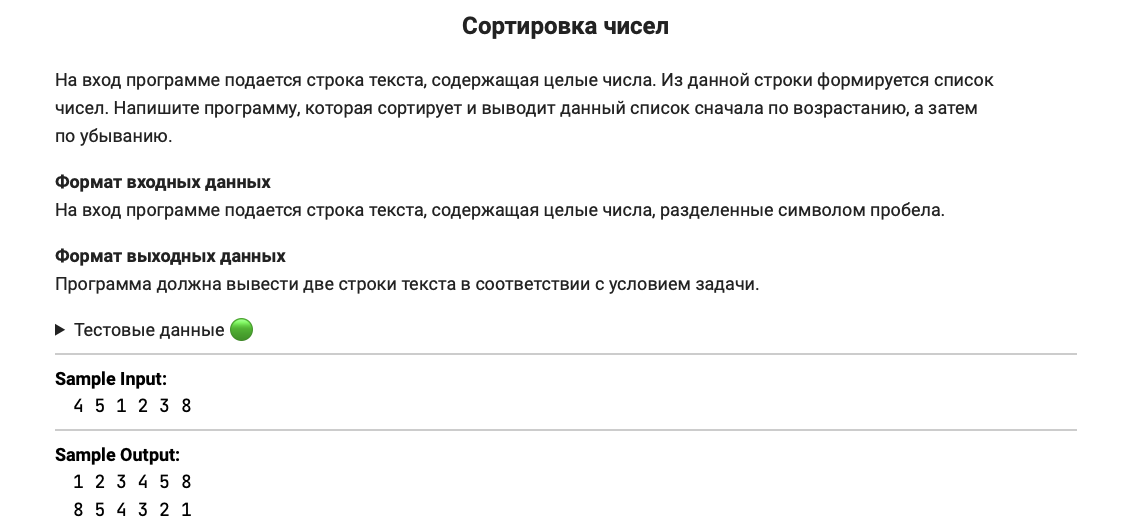 Сортировка чисел
На вход программе подается строка текста, содержащая целые числа. Из данной строки формируется список
чисел. Напишите программу, которая сортирует и выводит данный список сначала по возрастанию, а затем
по убыванию.
Формат входных данных
На вход программе подается строка текста, содержащая целые числа, разделенные символом пробела.
Формат выходных данных
Программа должна вывести две строки текста в соответствии с условием задачи.
Тестовые данные
Sample Input:
4 5 1 2 3 8
Sample Output:
1 2 3 4 5 8
8 5 4 3 2 1